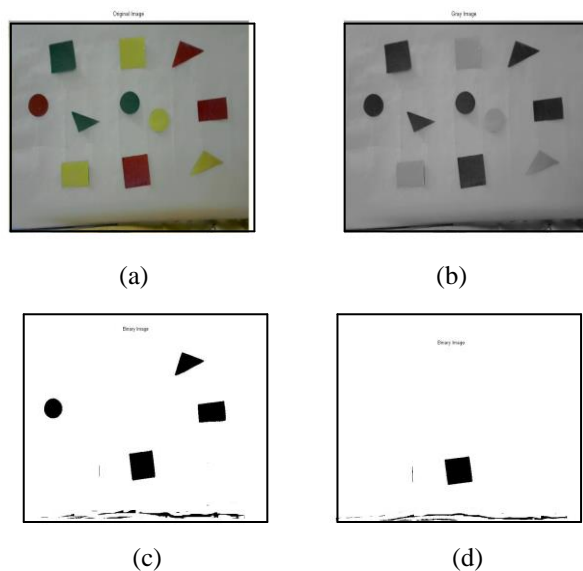 Original Image
Gray Image
(a)
(b)
Binary Image
Binary Image
(c)
(d)